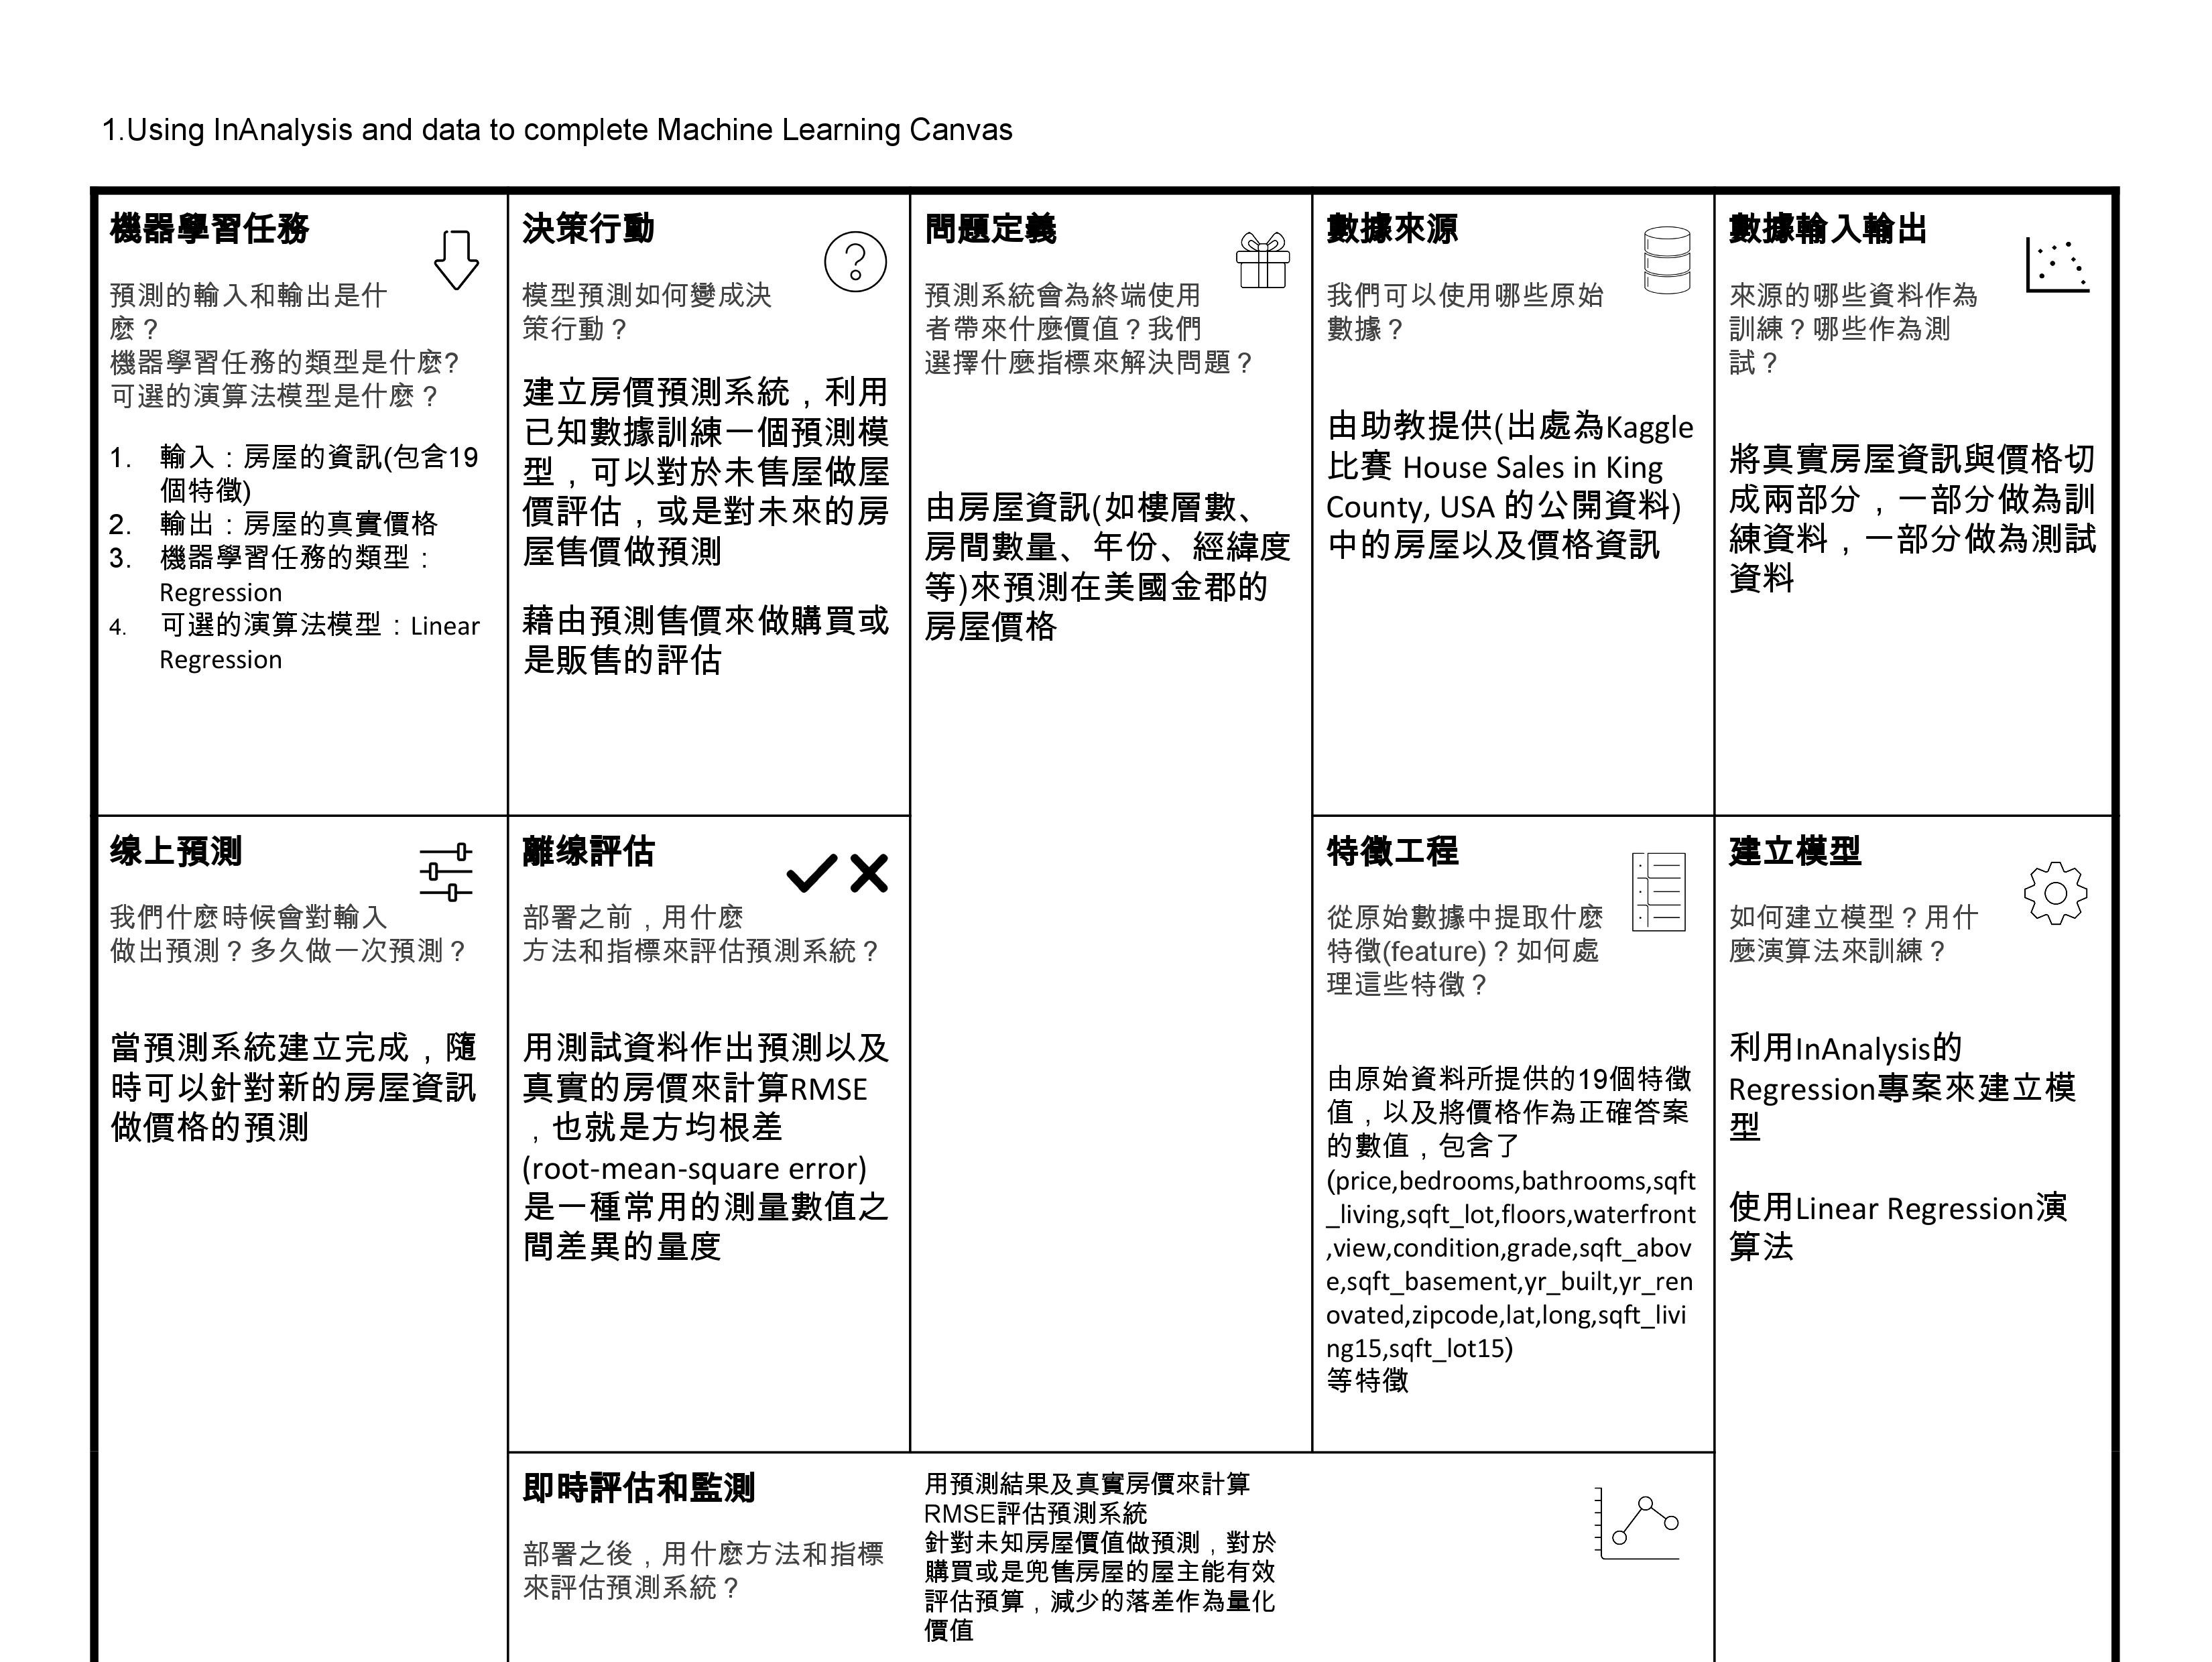 1.Using InAnalysis and data to complete Machine Learning Canvas
機器學習任務
預測的輸入和輸出是什
麽？
機器學習任務的類型是什麽?
可選的演算法模型是什麽？
1. 輸入：房屋的資訊(包含19
個特徵)
2. 輸出：房屋的真實價格
3. 機器學習任務的類型：
Regression
4. 可選的演算法模型：Linear
Regression
決策行動
模型預測如何變成決
策行動？
建立房價預測系統，利用
已知數據訓練一個預測模
型，可以對於未售屋做屋
價評估，或是對未來的房
屋售價做預測
藉由預測售價來做購買或
是販售的評估
問題定義
預測系統會為終端使用
者帶來什麼價值？我們
選擇什麼指標來解決問題？
由房屋資訊(如樓層數、
房間數量、年份、經緯度
等)來預測在美國金郡的
房屋價格
數據來源
我們可以使用哪些原始
數據？
由助教提供(出處為Kaggle
比賽 House Sales in King
County, USA 的公開資料)
中的房屋以及價格資訊
數據輸入輸出
來源的哪些資料作為
訓練？哪些作為測
試？
將真實房屋資訊與價格切
成兩部分，一部分做為訓
練資料，一部分做為測試
資料
线上預測
我們什麽時候會對輸入
做出預測？多久做一次預測？
當預測系統建立完成，隨
時可以針對新的房屋資訊
做價格的預測
離线評估
部署之前，用什麽
方法和指標來評估預測系統？
用測試資料作出預測以及
真實的房價來計算RMSE
，也就是方均根差
(root-mean-square error)
是一種常用的測量數值之
間差異的量度
特徵工程
從原始數據中提取什麽
特徵(feature)？如何處
理這些特徵？
由原始資料所提供的19個特徵
值，以及將價格作為正確答案
的數值，包含了
(price,bedrooms,bathrooms,sqft
_living,sqft_lot,floors,waterfront
,view,condition,grade,sqft_abov
e,sqft_basement,yr_built,yr_ren
ovated,zipcode,lat,long,sqft_livi
ng15,sqft_lot15)
等特徵
建立模型
如何建立模型？用什
麼演算法來訓練？
利用InAnalysis的
Regression專案來建立模
型
使用Linear Regression演
算法
即時評估和監測
部署之後，用什麽方法和指標
來評估預測系統？
用預測結果及真實房價來計算
RMSE評估預測系統
針對未知房屋價值做預測，對於
購買或是兜售房屋的屋主能有效
評估預算，減少的落差作為量化
價值